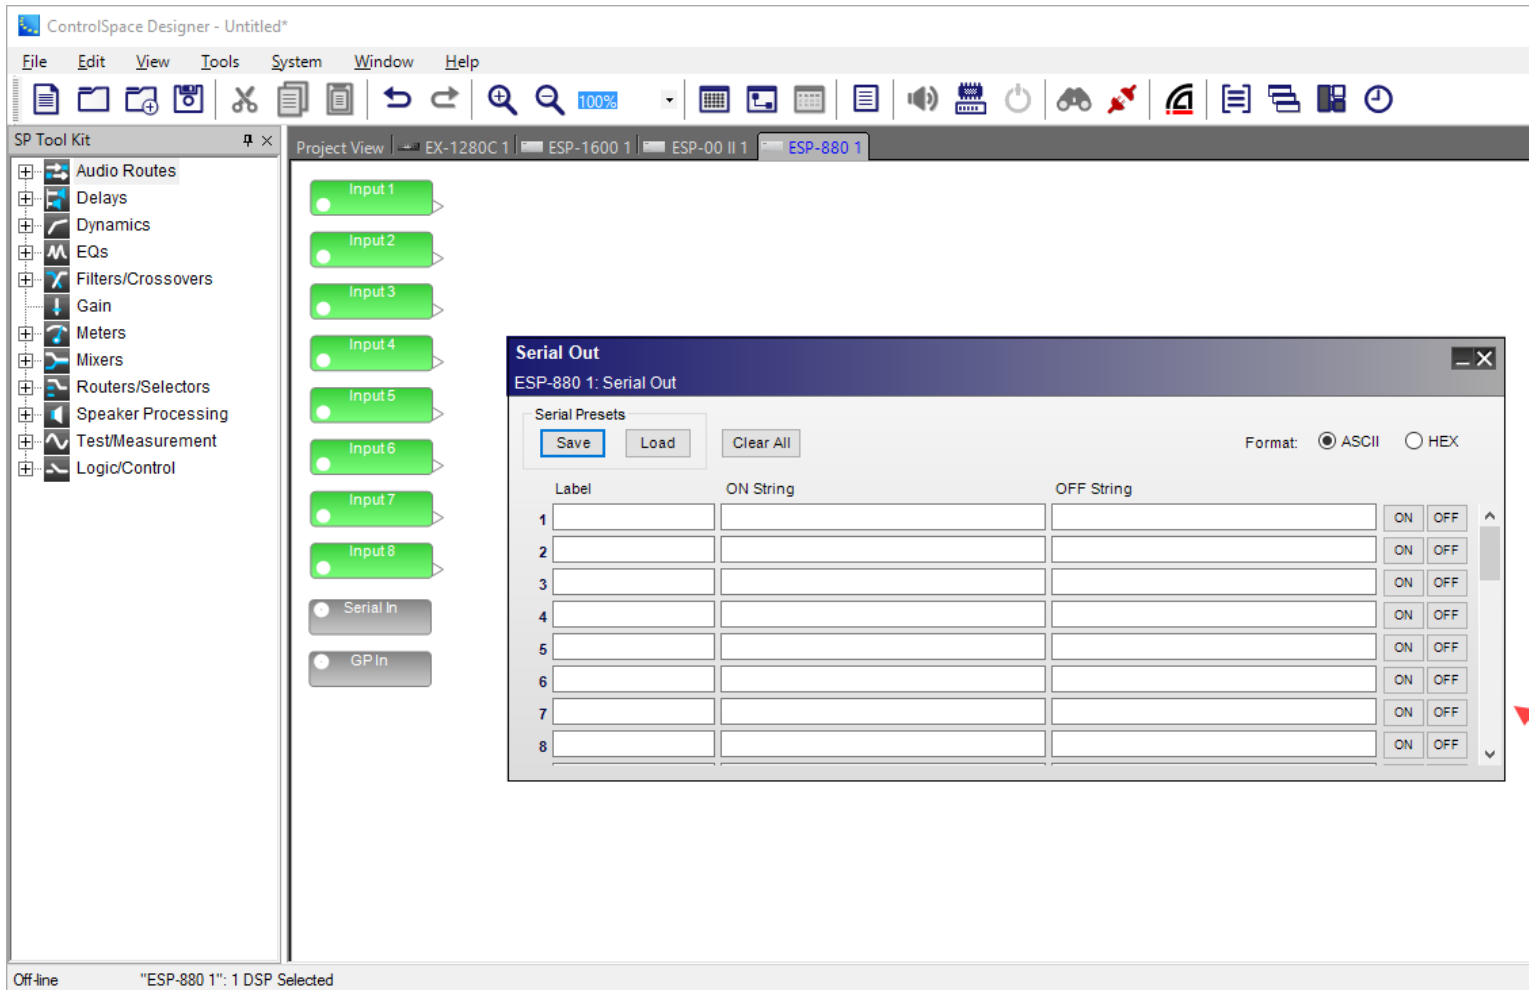 ControlSpace Designer - Untitled*
File Edit View Tools System Window Help
100%
SP Tool Kit
Project View EX-1280C 1 ESP-1600 1 ESP-00 II 1 ESP-880 1
Audio Routes
Delays
Dynamics
EQs
Filters/Crossovers
Gain
Meters
Mixers
Routers/Selectors
Speaker Processing
Test/Measurement
Logic/Control
Input 1
Input 2
Input 3
Input 4
Input 5
Input 6
Input 7
Input 8
Serial In
GP In
Serial Out
ESP-880 1: Serial Out
Serial Presets
Save Load Clear All Format: ASCII HEX
Label ON String OFF String
1 ON OFF
2 ON OFF
3 ON OFF
4 ON OFF
5 ON OFF
6 ON OFF
7 ON OFF
8 ON OFF
Off-line "ESP-880 1": 1 DSP Selected